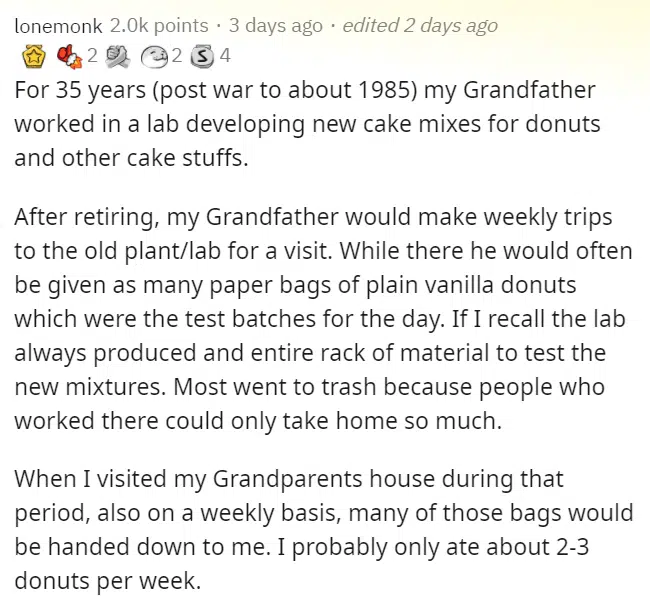 lonemonk 2.0k points · 3 days ago · edited 2 days ago
2 2 S 4
For 35 years (post war to about 1985) my Grandfather
worked in a lab developing new cake mixes for donuts
and other cake stuffs.
After retiring, my Grandfather would make weekly trips
to the old plant/lab for a visit. While there he would often
be given as many paper bags of plain vanilla donuts
which were the test batches for the day. If I recall the lab
always produced and entire rack of material to test the
new mixtures. Most went to trash because people who
worked there could only take home so much.
When I visited my Grandparents house during that
period, also on a weekly basis, many of those bags would
be handed down to me. I probably only ate about 2-3
donuts per week.